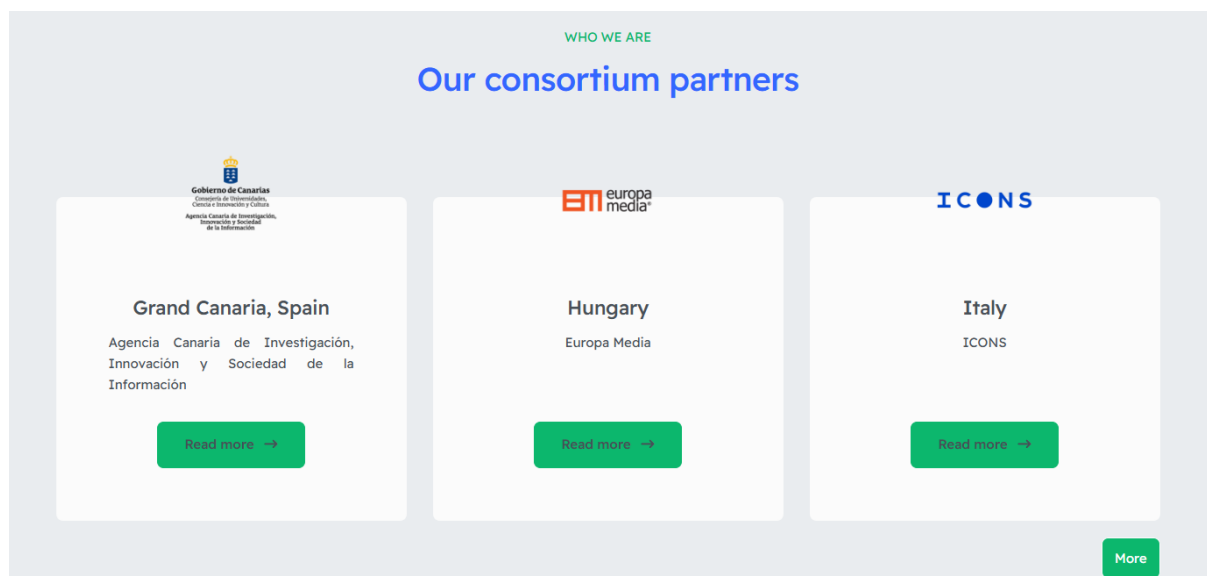 WHO WE ARE
Our consortium partners
Gobierno de Canarias
Consejería de Universidades,
Ciencia e Innovación y Cultura
Agencia Canaria de Investigación,
Innovación y Sociedad
de la Información
Grand Canaria, Spain
Agencia Canaria de Investigación,
Innovación y Sociedad de la
Información
Read more →
EM europa
media
Hungary
Europa Media
Read more →
ICONS
Italy
ICONS
Read more →
More